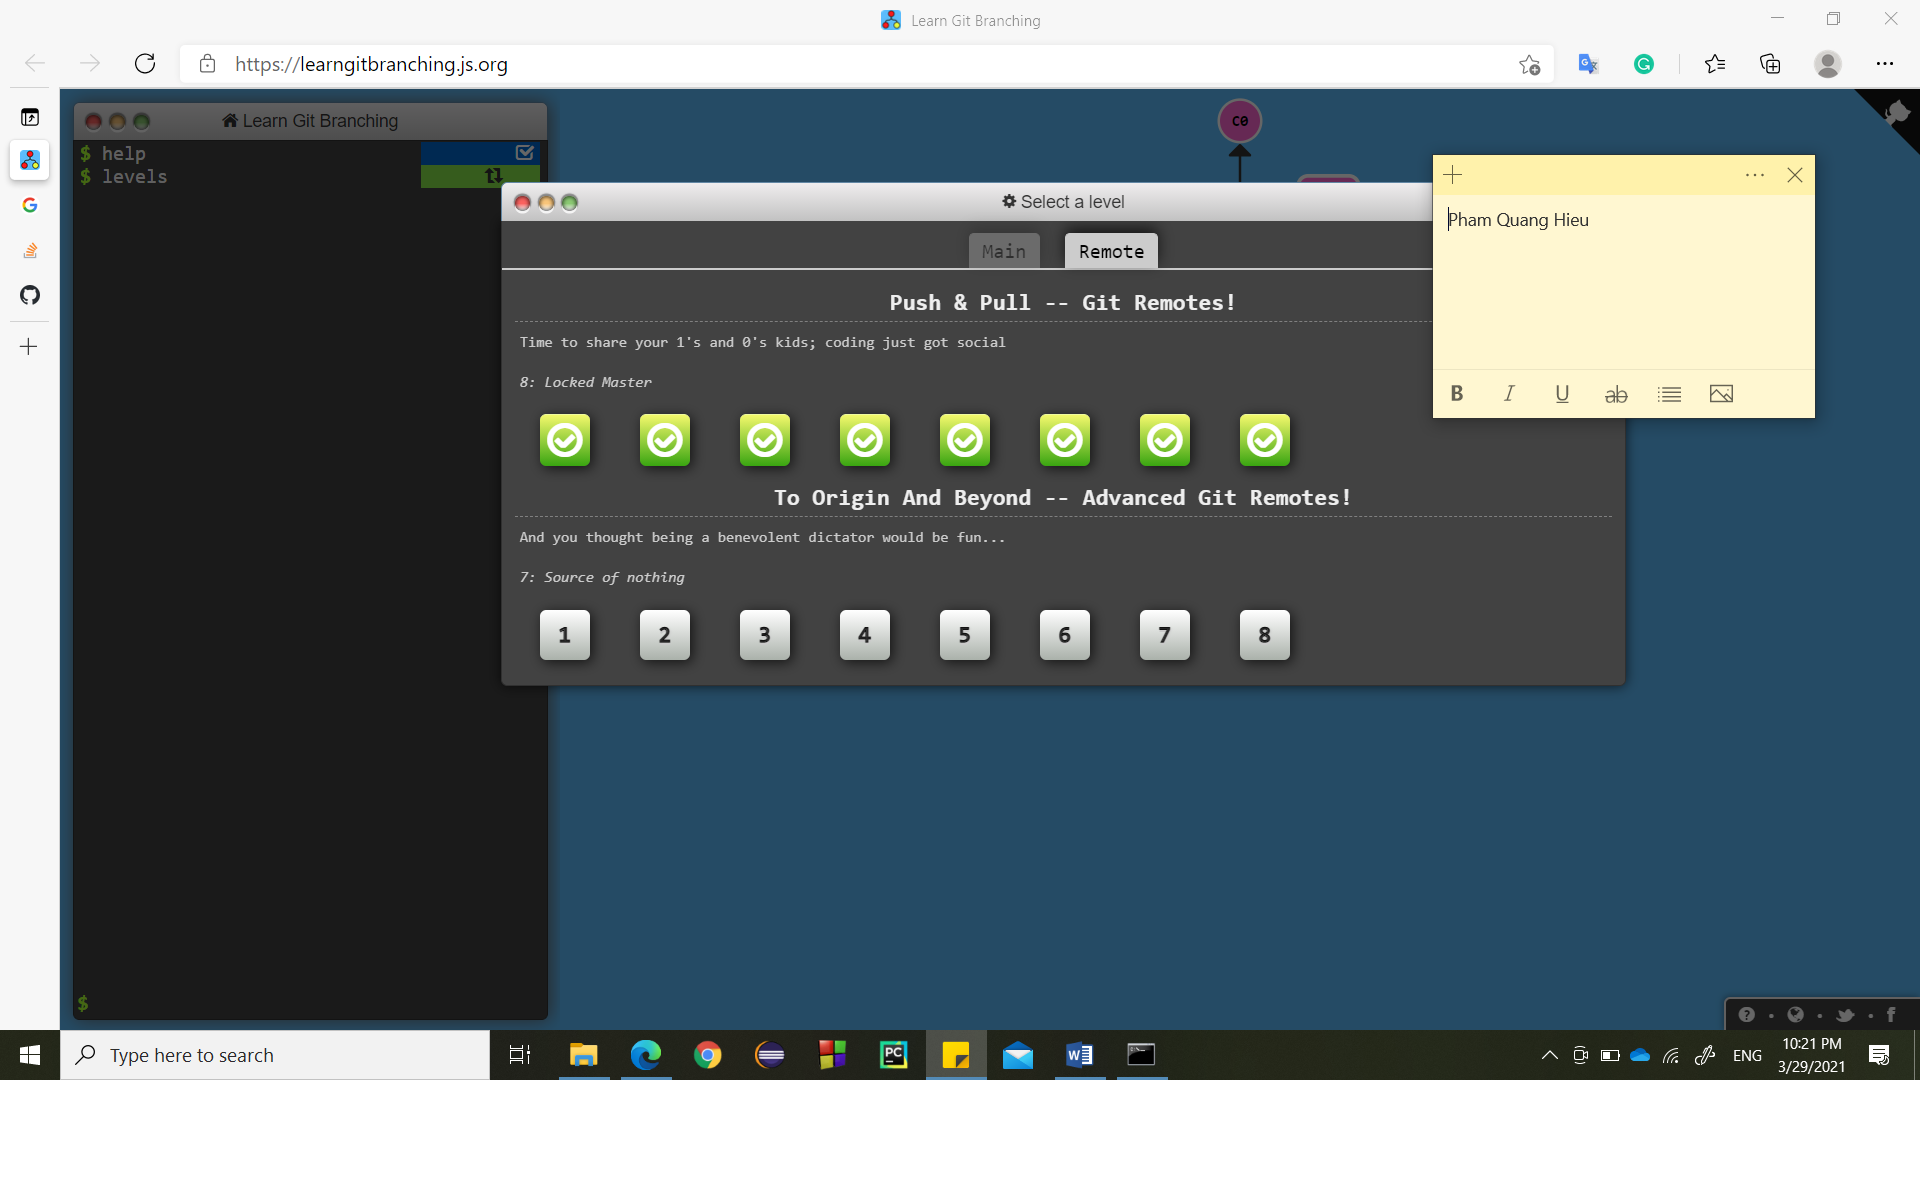 Learn Git Branching
https://learngitbranching.js.org
Learn Git Branching
$ help
$ levels
C0
Select a level
Main
Remote
Push & Pull -- Git Remotes!
Time to share your 1's and 0's kids; coding just got social
8: Locked Master
To Origin And Beyond -- Advanced Git Remotes!
And you thought being a benevolent dictator would be fun...
7: Source of nothing
1 2 3 4 5 6 7 8
Pham Quang Hieu
B I U ab
$
Type here to search
ENG
10:21 PM
3/29/2021